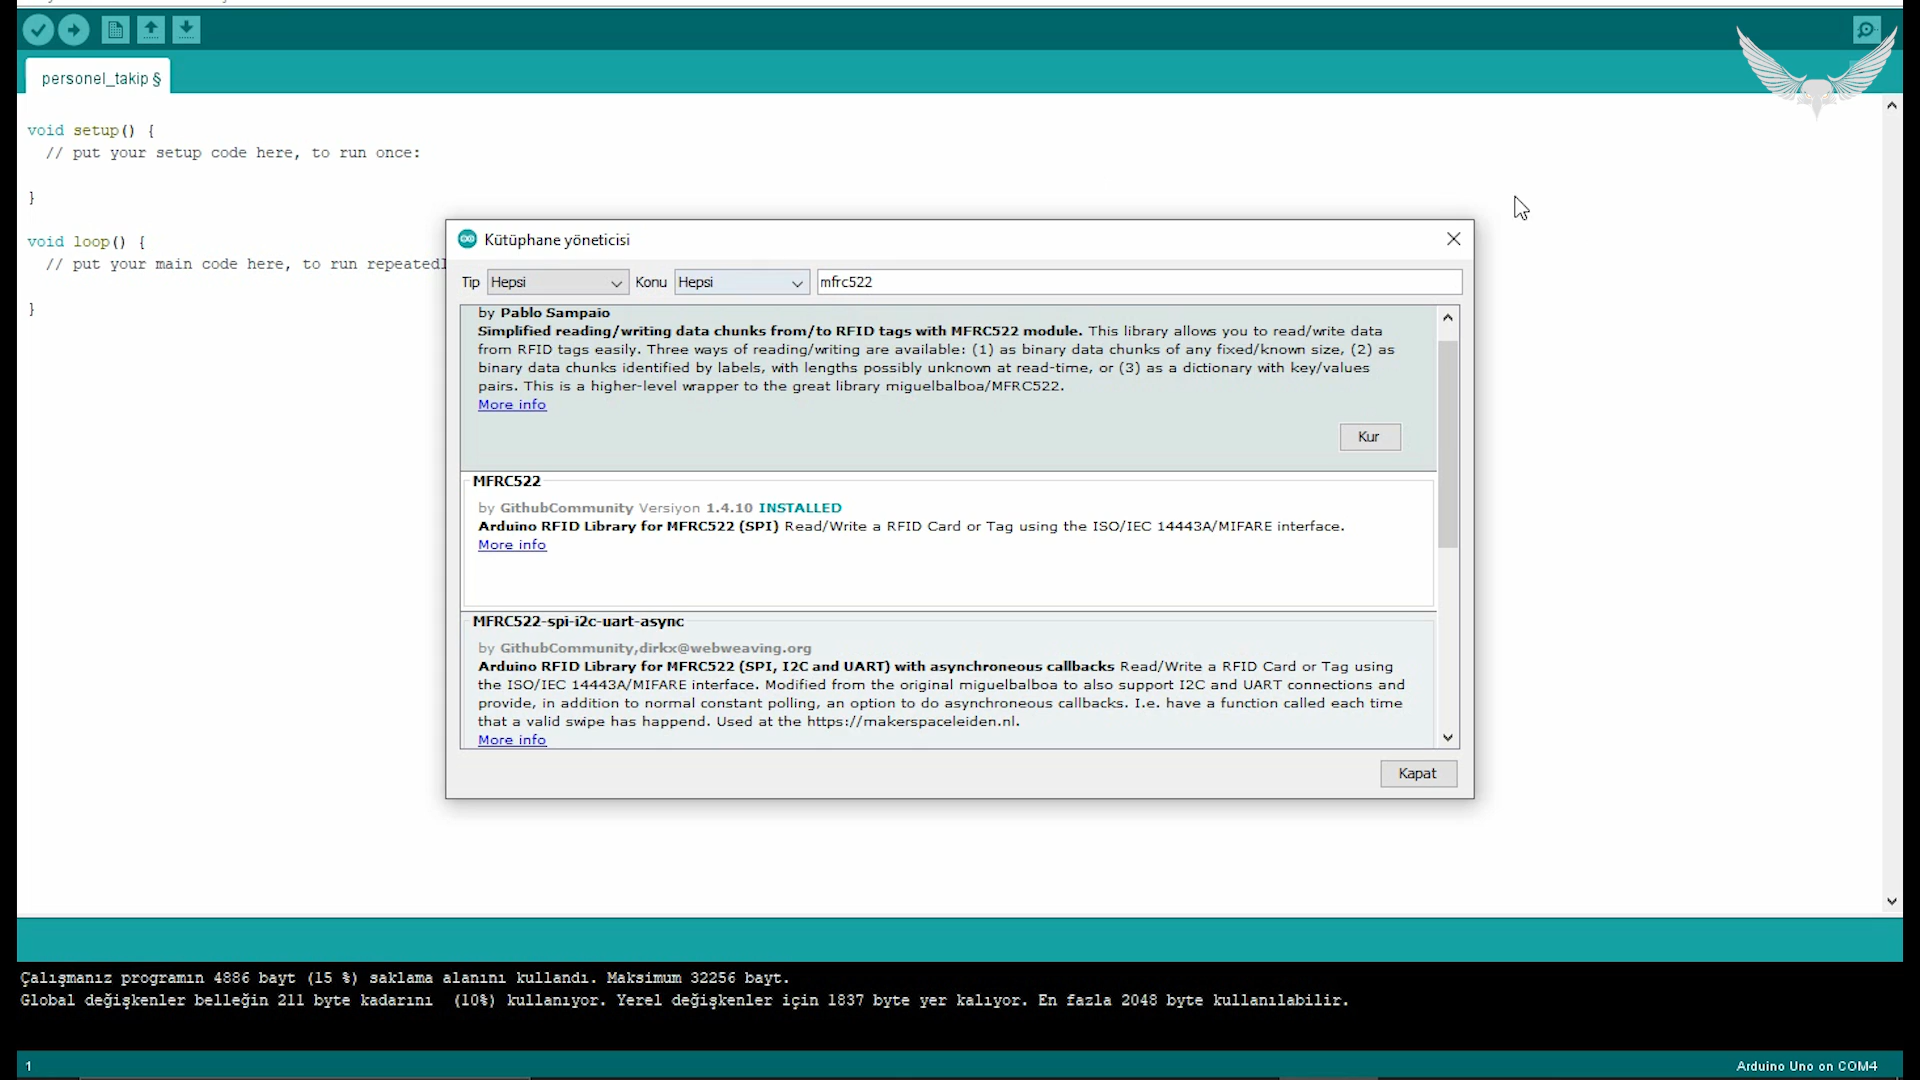 personel_takip §
void setup() {
// put your setup code here, to run once:
}
void loop() {
// put your main code here, to run repeatedl
}
Kütüphane yöneticisi
Tip Hepsi Konu Hepsi mfrc522
by Pablo Sampaio
Simplified reading/writing data chunks from/to RFID tags with MFRC522 module. This library allows you to read/write data
from RFID tags easily. Three ways of reading/writing are available: (1) as binary data chunks of any fixed/known size, (2) as
binary data chunks identified by labels, with lengths possibly unknown at read-time, or (3) as a dictionary with key/values
pairs. This is a higher-level wrapper to the great library miguelbalboa/MFRC522.
More info
Kur
MFRC522
by GithubCommunity Versiyon 1.4.10 INSTALLED
Arduino RFID Library for MFRC522 (SPI) Read/Write a RFID Card or Tag using the ISO/IEC 14443A/MIFARE interface.
More info
MFRC522-spi-i2c-uart-async
by GithubCommunity,dirkx@webweaving.org
Arduino RFID Library for MFRC522 (SPI, I2C and UART) with asynchroneous callbacks Read/Write a RFID Card or Tag using
the ISO/IEC 14443A/MIFARE interface. Modified from the original miguelbalboa to also support I2C and UART connections and
provide, in addition to normal constant polling, an option to do asynchroneous callbacks. I.e. have a function called each time
that a valid swipe has happend. Used at the https://makerspaceleiden.nl.
More info
Kapat
Çalışmanız programın 4886 bayt (15 %) saklama alanını kullandı. Maksimum 32256 bayt.
Global değişkenler belleğin 211 byte kadarını (10%) kullanıyor. Yerel değişkenler için 1837 byte yer kalıyor. En fazla 2048 byte kullanılabilir.
1
Arduino Uno on COM4